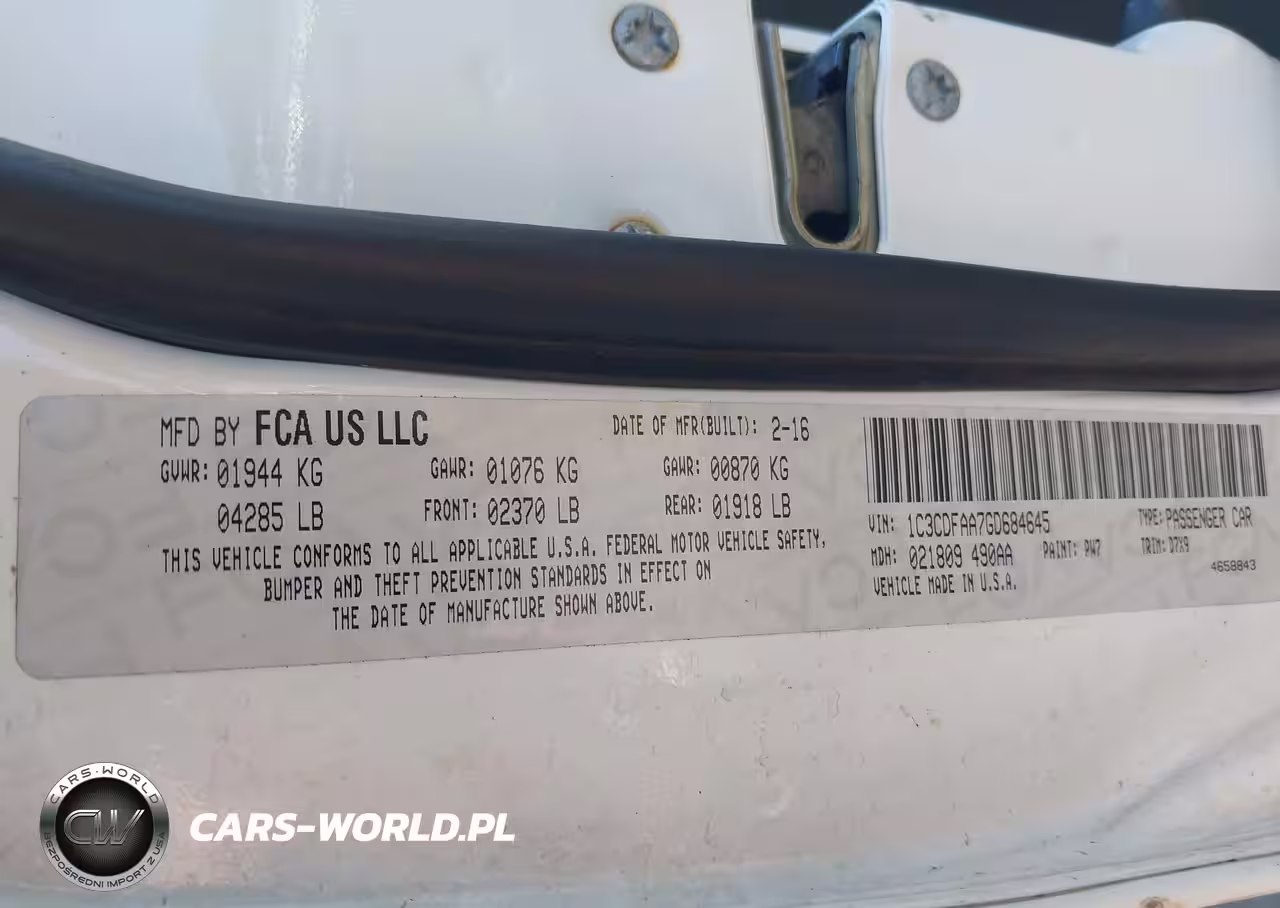 MFD BY FCA US LLC
DATE OF MFR(BUILT): 2-16
GVWR: 01944 KG
GAWR: 01076 KG
GAWR: 00870 KG
04285 LB
FRONT: 02370 LB
REAR: 01918 LB
THIS VEHICLE CONFORMS TO ALL APPLICABLE U.S.A. FEDERAL MOTOR VEHICLE SAFETY,
BUMPER AND THEFT PREVENTION STANDARDS IN EFFECT ON
THE DATE OF MANUFACTURE SHOWN ABOVE.
VIN: 1C3CDFAA7GD684645
TYPE: PASSENGER CAR
MDH: 021809 490AA
PAINT: PW7
TRIM: D7X9
VEHICLE MADE IN U.S.A.
4658843
CARS-WORLD
CW
BEZPOŚREDNI IMPORT Z USA
CARS-WORLD.PL